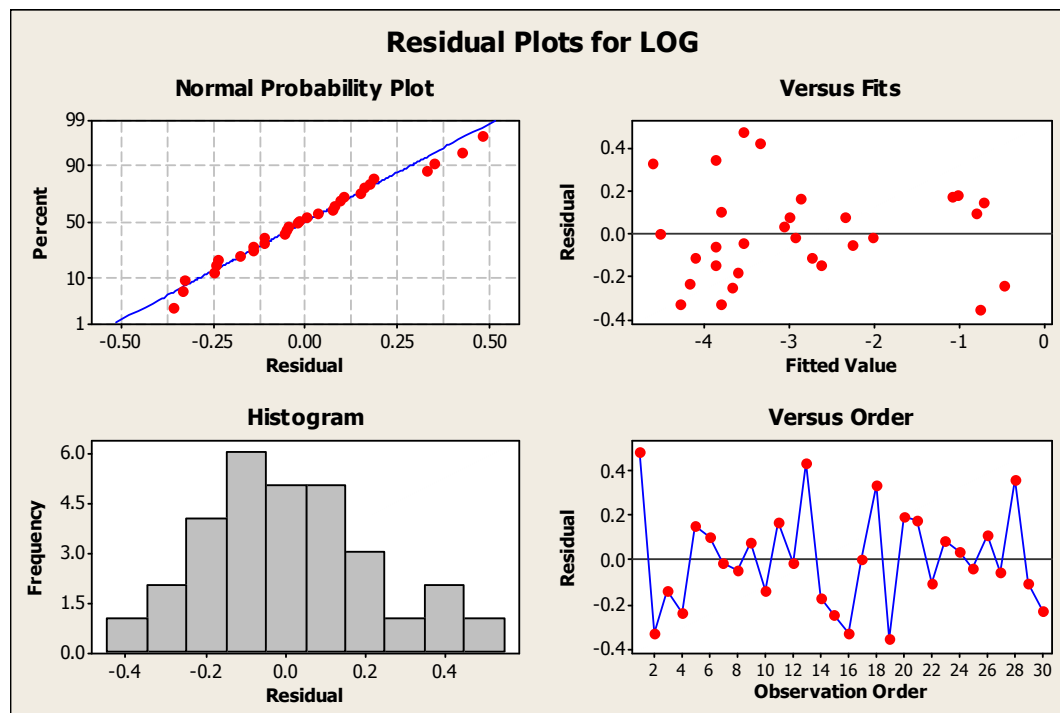 Residual Plots for LOG
Normal Probability Plot
99
90
50
10
1
Percent
-0.50 -0.25 0.00 0.25 0.50
Residual
Versus Fits
0.4
0.2
0.0
-0.2
-0.4
Residual
-4 -3 -2 -1 0
Fitted Value
Histogram
6.0
4.5
3.0
1.5
0.0
Frequency
-0.4 -0.2 0.0 0.2 0.4
Residual
Versus Order
0.4
0.2
0.0
-0.2
-0.4
Residual
2 4 6 8 10 12 14 16 18 20 22 24 26 28 30
Observation Order